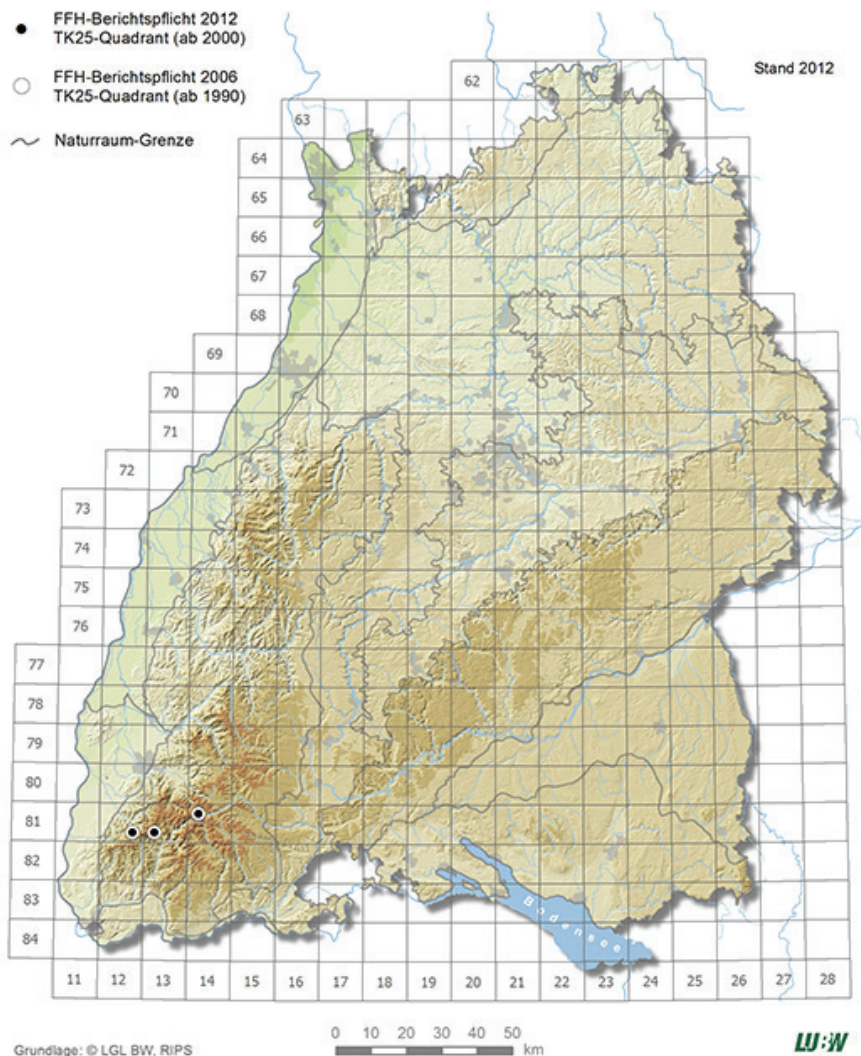 FFH-Berichtspflicht 2012
TK25-Quadrant (ab 2000)
FFH-Berichtspflicht 2006
TK25-Quadrant (ab 1990)
Naturraum-Grenze
Stand 2012
62
63
64
65
66
67
68
69
70
71
72
73
74
75
76
77
78
79
80
81
82
83
84
Bodensee
11 12 13 14 15 16 17 18 19 20 21 22 23 24 25 26 27 28
0 10 20 30 40 50
km
Grundlage: © LGL BW, RIPS
LUBW